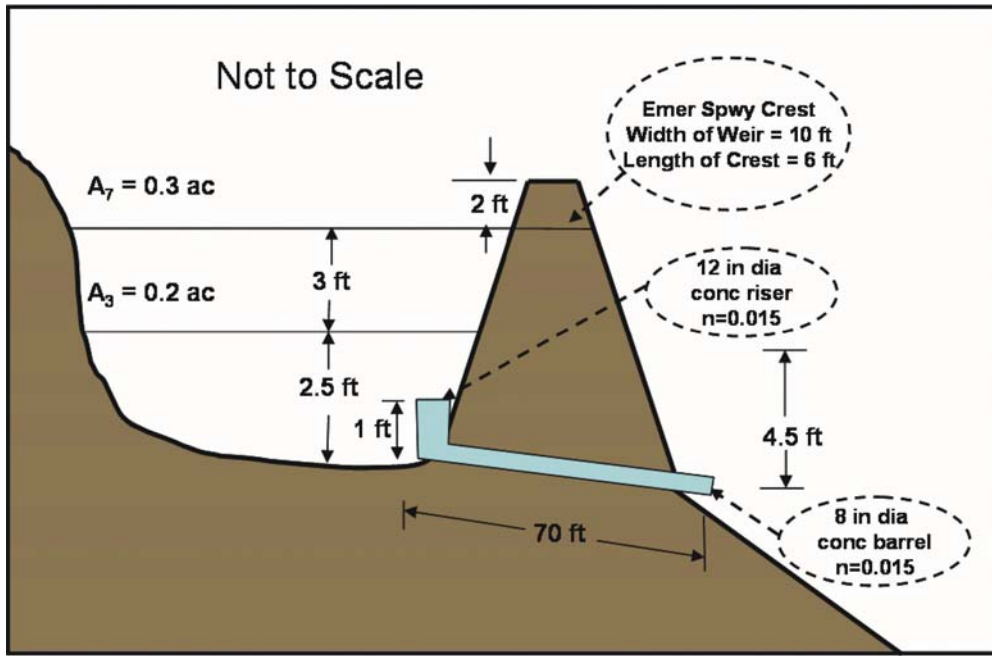 Not to Scale
Emer Spwy Crest
Width of Weir = 10 ft
Length of Crest = 6 ft
A7 = 0.3 ac
2 ft
12 in dia
conc riser
n=0.015
3 ft
A3 = 0.2 ac
2.5 ft
1 ft
4.5 ft
70 ft
8 in dia
conc barrel
n=0.015